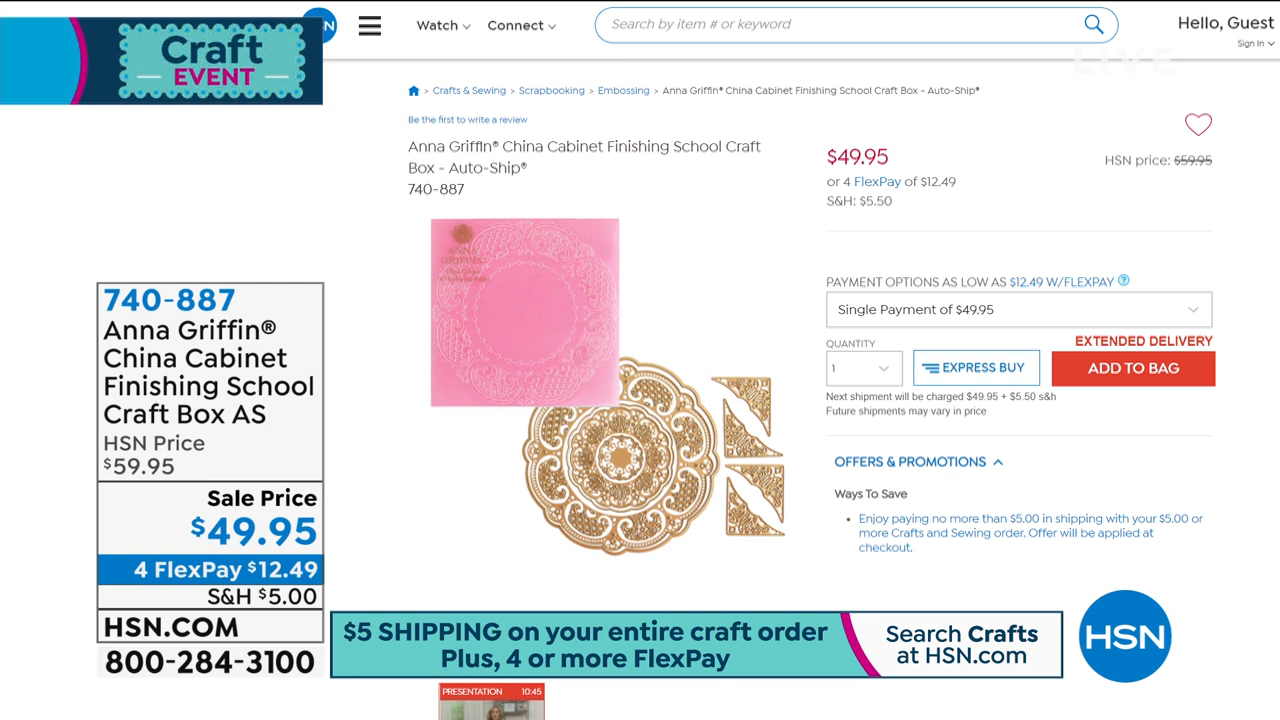 Craft
EVENT
N
Watch
Connect
Search by item # or keyword
Hello, Guest
Sign In
LIVE
> Crafts & Sewing > Scrapbooking > Embossing > Anna Griffin® China Cabinet Finishing School Craft Box - Auto-Ship®
Be the first to write a review
Anna Griffin® China Cabinet Finishing School Craft
Box - Auto-Ship®
740-887
ANNA
GRIFFIN
$49.95
HSN price: $59.95
or 4 FlexPay of $12.49
S&H: $5.50
PAYMENT OPTIONS AS LOW AS $12.49 W/FLEXPAY ?
Single Payment of $49.95
EXTENDED DELIVERY
QUANTITY
1
EXPRESS BUY
ADD TO BAG
Next shipment will be charged $49.95 + $5.50 s&h
Future shipments may vary in price
OFFERS & PROMOTIONS
Ways To Save
• Enjoy paying no more than $5.00 in shipping with your $5.00 or
more Crafts and Sewing order. Offer will be applied at
checkout.
740-887
Anna Griffin®
China Cabinet
Finishing School
Craft Box AS
HSN Price
$59.95
Sale Price
$49.95
4 FlexPay $12.49
S&H $5.00
HSN.COM
800-284-3100
$5 SHIPPING on your entire craft order
Plus, 4 or more FlexPay
Search Crafts
at HSN.com
HSN
PRESENTATION 10:45